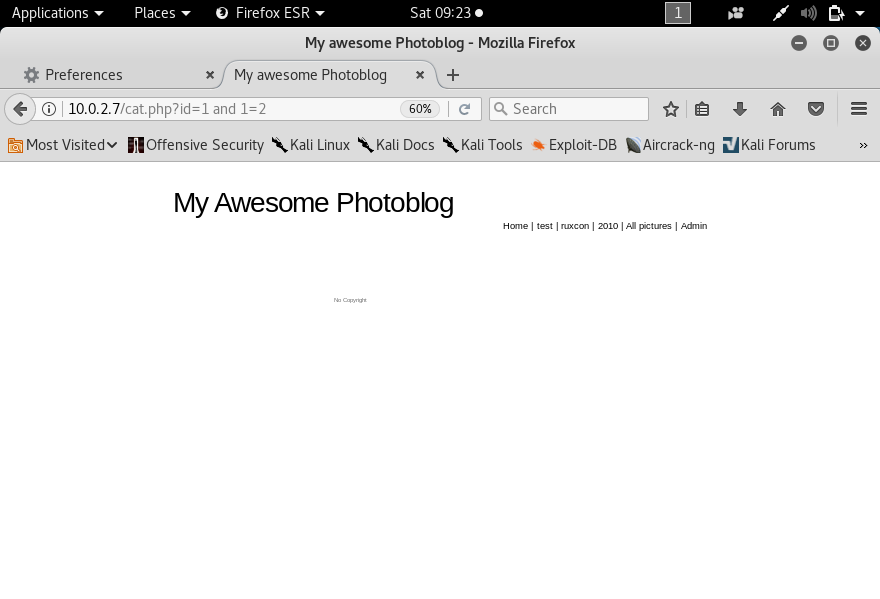 Applications Places Firefox ESR Sat 09:23 1
My awesome Photoblog - Mozilla Firefox
Preferences My awesome Photoblog
10.0.2.7/cat.php?id=1 and 1=2 60% Search
Most Visited Offensive Security Kali Linux Kali Docs Kali Tools Exploit-DB Aircrack-ng Kali Forums »
My Awesome Photoblog
Home | test | ruxcon | 2010 | All pictures | Admin
No Copyright